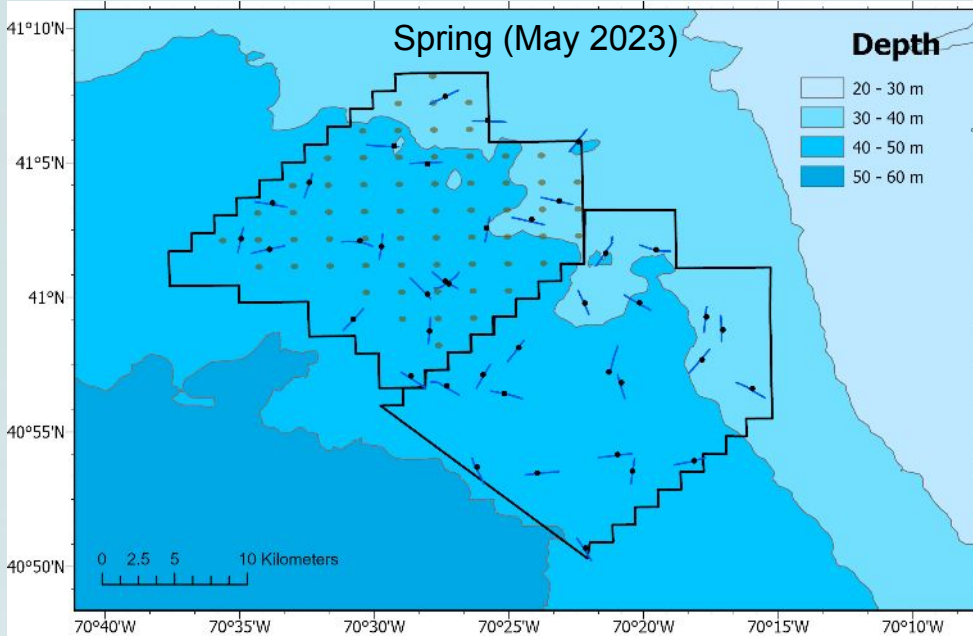 Spring (May 2023)
Depth
20 - 30 m
30 - 40 m
40 - 50 m
50 - 60 m
41°10'N
41°5'N
41°N
40°55'N
40°50'N
0 2.5 5 10 Kilometers
70°40'W 70°35'W 70°30'W 70°25'W 70°20'W 70°15'W 70°10'W